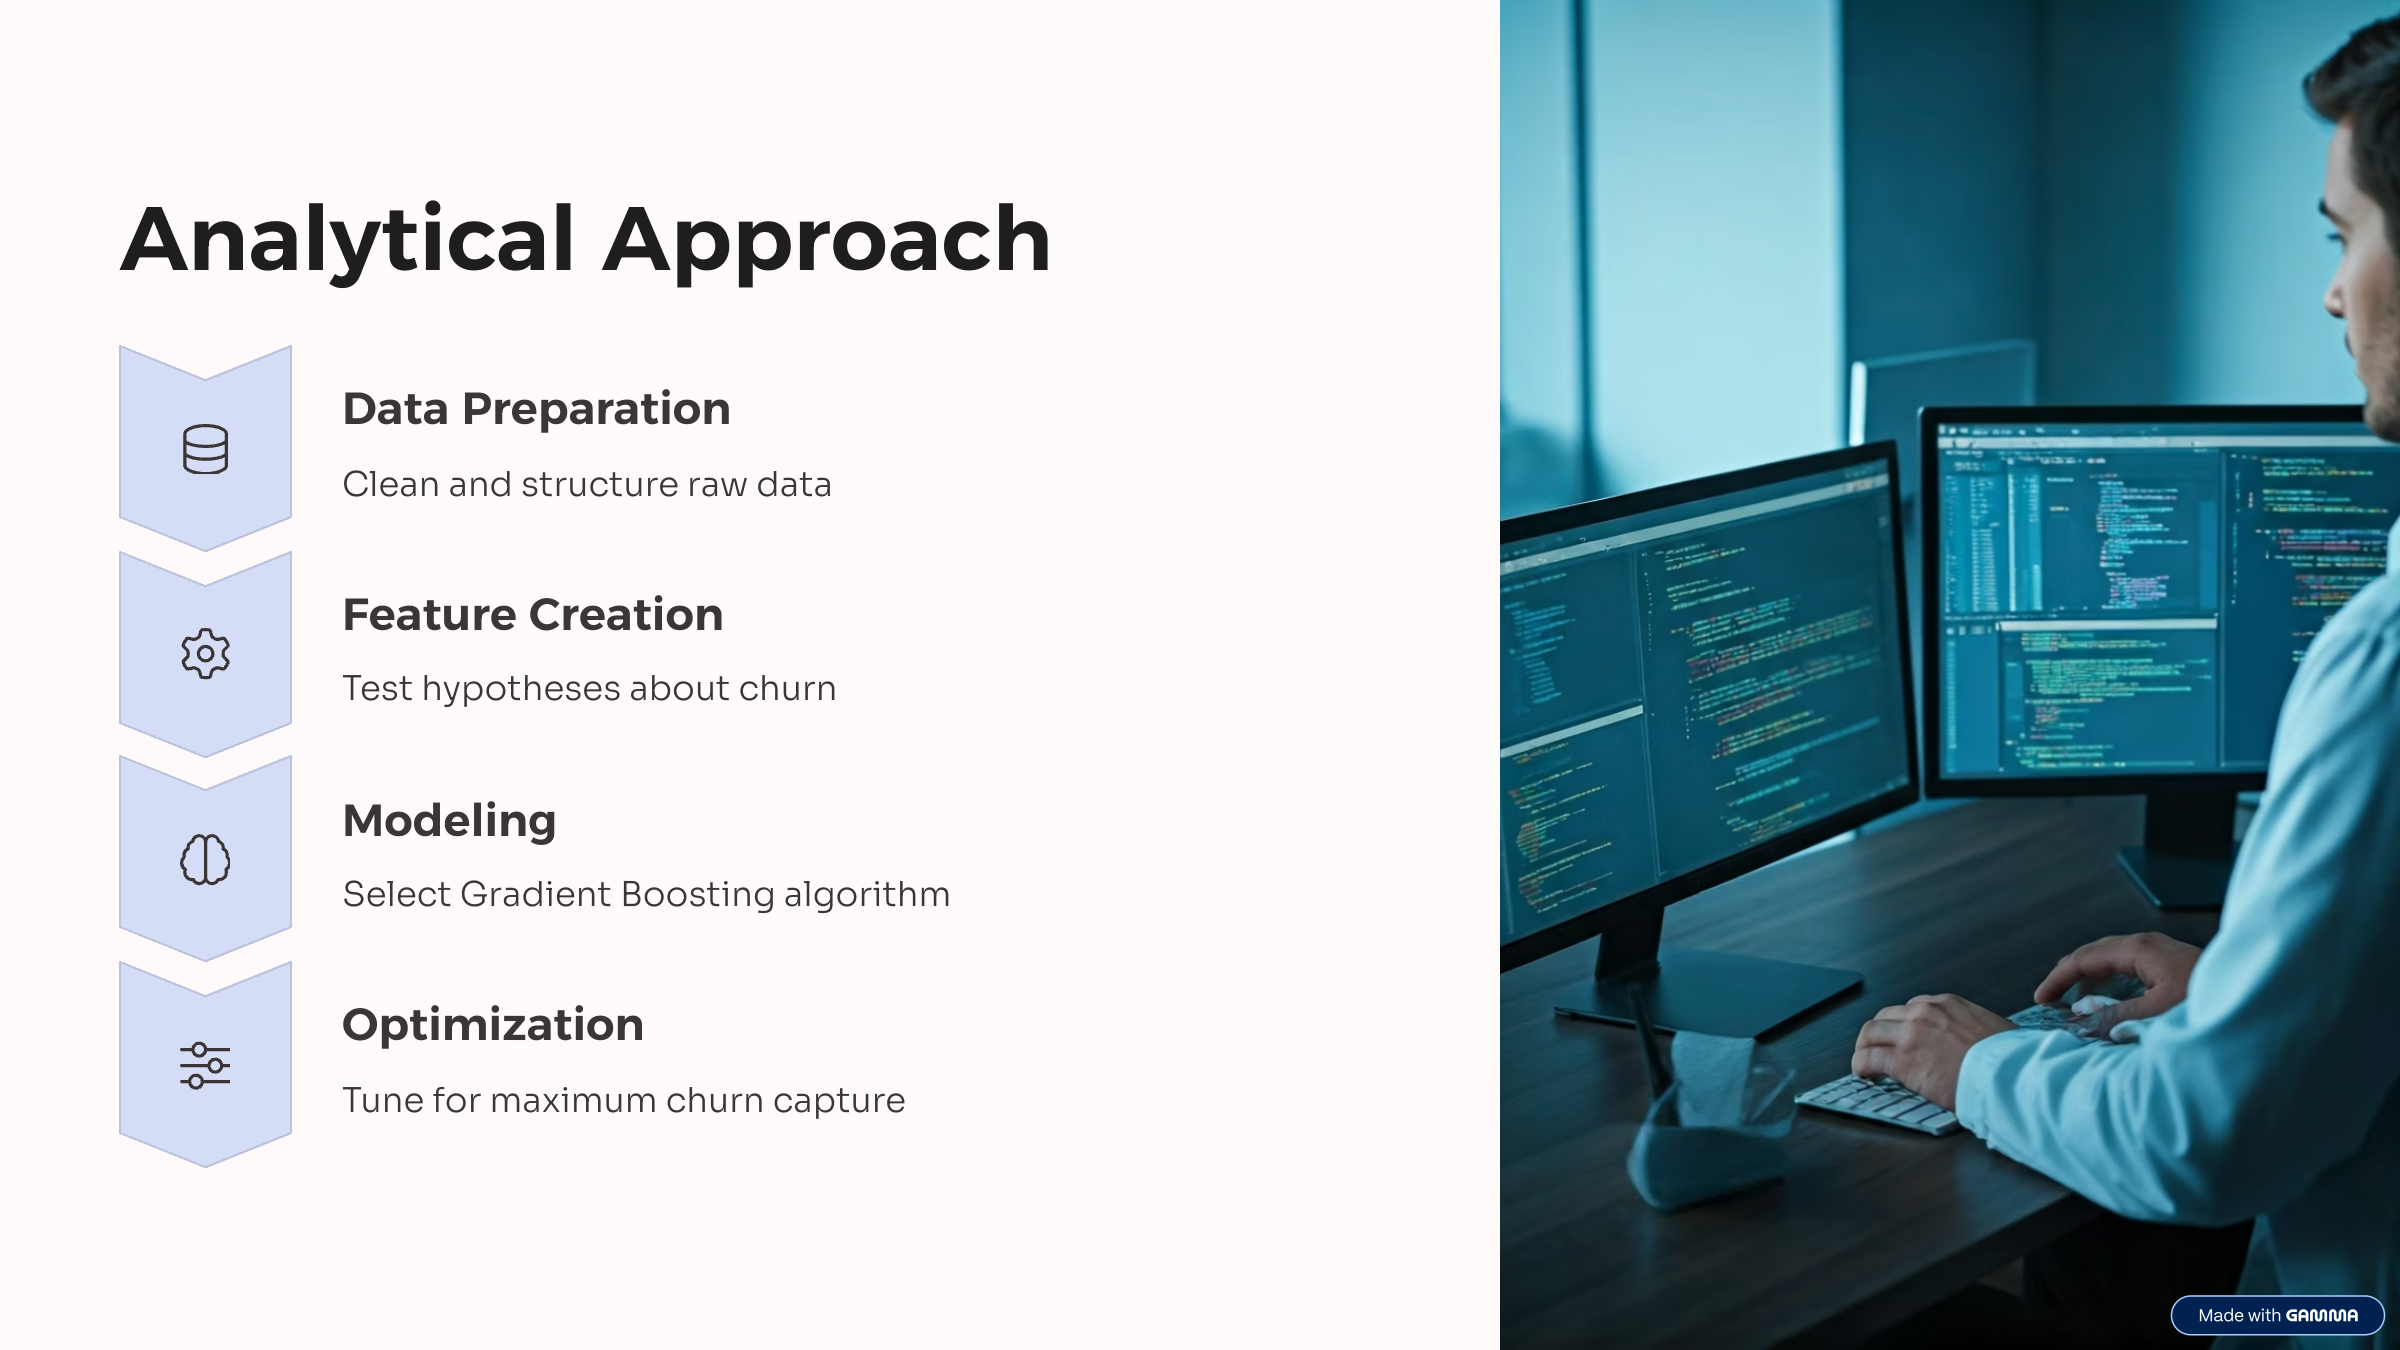 Analytical Approach
Data Preparation
Clean and structure raw data
Feature Creation
Test hypotheses about churn
Modeling
Select Gradient Boosting algorithm
Optimization
Tune for maximum churn capture
Made with GAMMA